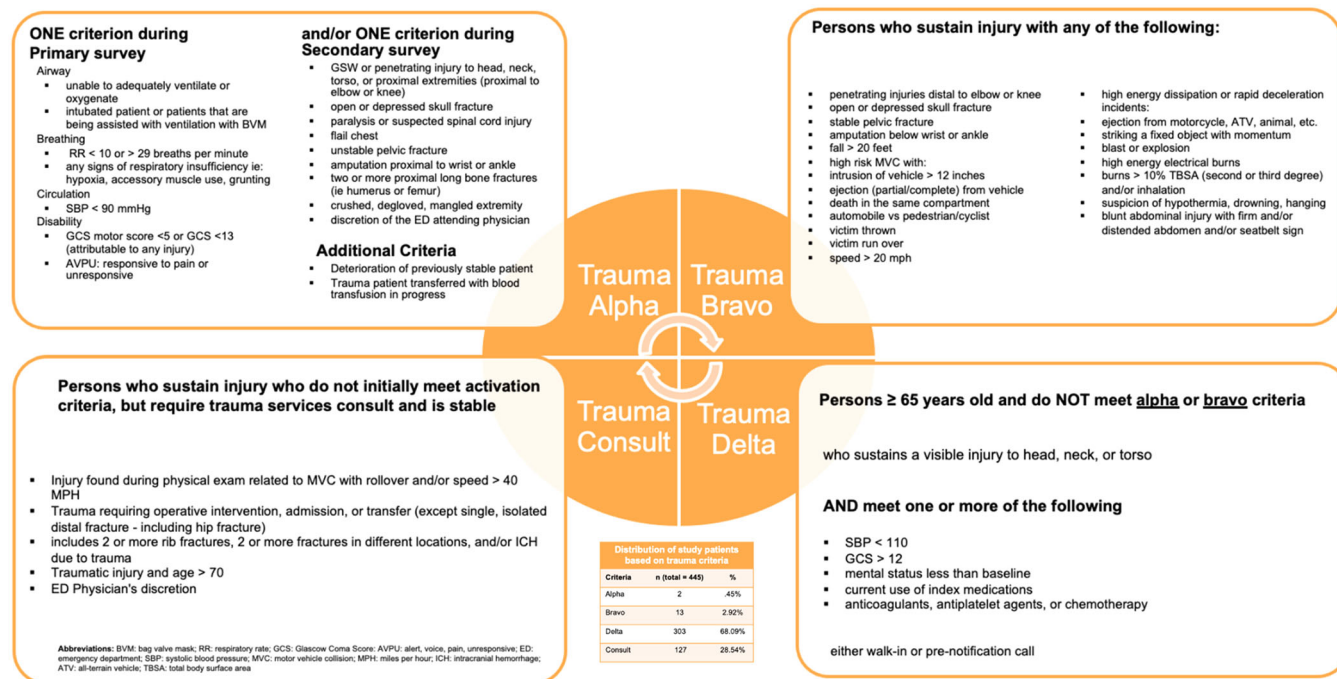 ONE criterion during
Primary survey
Airway
▪ unable to adequately ventilate or
oxygenate
▪ intubated patient or patients that are
being assisted with ventilation with BVM
Breathing
▪ RR < 10 or > 29 breaths per minute
▪ any signs of respiratory insufficiency ie:
hypoxia, accessory muscle use, grunting
Circulation
▪ SBP < 90 mmHg
Disability
▪ GCS motor score <5 or GCS <13
(attributable to any injury)
▪ AVPU: responsive to pain or
unresponsive
and/or ONE criterion during
Secondary survey
▪ GSW or penetrating injury to head, neck,
torso, or proximal extremities (proximal to
elbow or knee)
▪ open or depressed skull fracture
▪ paralysis or suspected spinal cord injury
▪ flail chest
▪ unstable pelvic fracture
▪ amputation proximal to wrist or ankle
▪ two or more proximal long bone fractures
(ie humerus or femur)
▪ crushed, degloved, mangled extremity
▪ discretion of the ED attending physician
Additional Criteria
▪ Deterioration of previously stable patient
▪ Trauma patient transferred with blood
transfusion in progress
Persons who sustain injury with any of the following:
▪ penetrating injuries distal to elbow or knee
▪ open or depressed skull fracture
▪ stable pelvic fracture
▪ amputation below wrist or ankle
▪ fall > 20 feet
▪ high risk MVC with:
▪ intrusion of vehicle > 12 inches
▪ ejection (partial/complete) from vehicle
▪ death in the same compartment
▪ automobile vs pedestrian/cyclist
▪ victim thrown
▪ victim run over
▪ speed > 20 mph
▪ high energy dissipation or rapid deceleration
incidents:
▪ ejection from motorcycle, ATV, animal, etc.
▪ striking a fixed object with momentum
▪ blast or explosion
▪ high energy electrical burns
▪ burns > 10% TBSA (second or third degree)
and/or inhalation
▪ suspicion of hypothermia, drowning, hanging
▪ blunt abdominal injury with firm and/or
distended abdomen and/or seatbelt sign
Trauma
Alpha
Trauma
Bravo
Trauma
Consult
Trauma
Delta
Persons who sustain injury who do not initially meet activation
criteria, but require trauma services consult and is stable
▪ Injury found during physical exam related to MVC with rollover and/or speed > 40
MPH
▪ Trauma requiring operative intervention, admission, or transfer (except single, isolated
distal fracture - including hip fracture)
▪ includes 2 or more rib fractures, 2 or more fractures in different locations, and/or ICH
due to trauma
▪ Traumatic injury and age > 70
▪ ED Physician's discretion
Abbreviations: BVM: bag valve mask; RR: respiratory rate; GCS: Glascow Coma Score: AVPU: alert, voice, pain, unresponsive; ED:
emergency department; SBP: systolic blood pressure; MVC: motor vehicle collision; MPH: miles per hour; ICH: intracranial hemorrhage;
ATV: all-terrain vehicle; TBSA: total body surface area
Distribution of study patients
based on trauma criteria
Criteria n (total = 445) %
Alpha 2 .45%
Bravo 13 2.92%
Delta 303 68.09%
Consult 127 28.54%
Persons ≥ 65 years old and do NOT meet alpha or bravo criteria
who sustains a visible injury to head, neck, or torso
AND meet one or more of the following
▪ SBP < 110
▪ GCS > 12
▪ mental status less than baseline
▪ current use of index medications
▪ anticoagulants, antiplatelet agents, or chemotherapy
either walk-in or pre-notification call